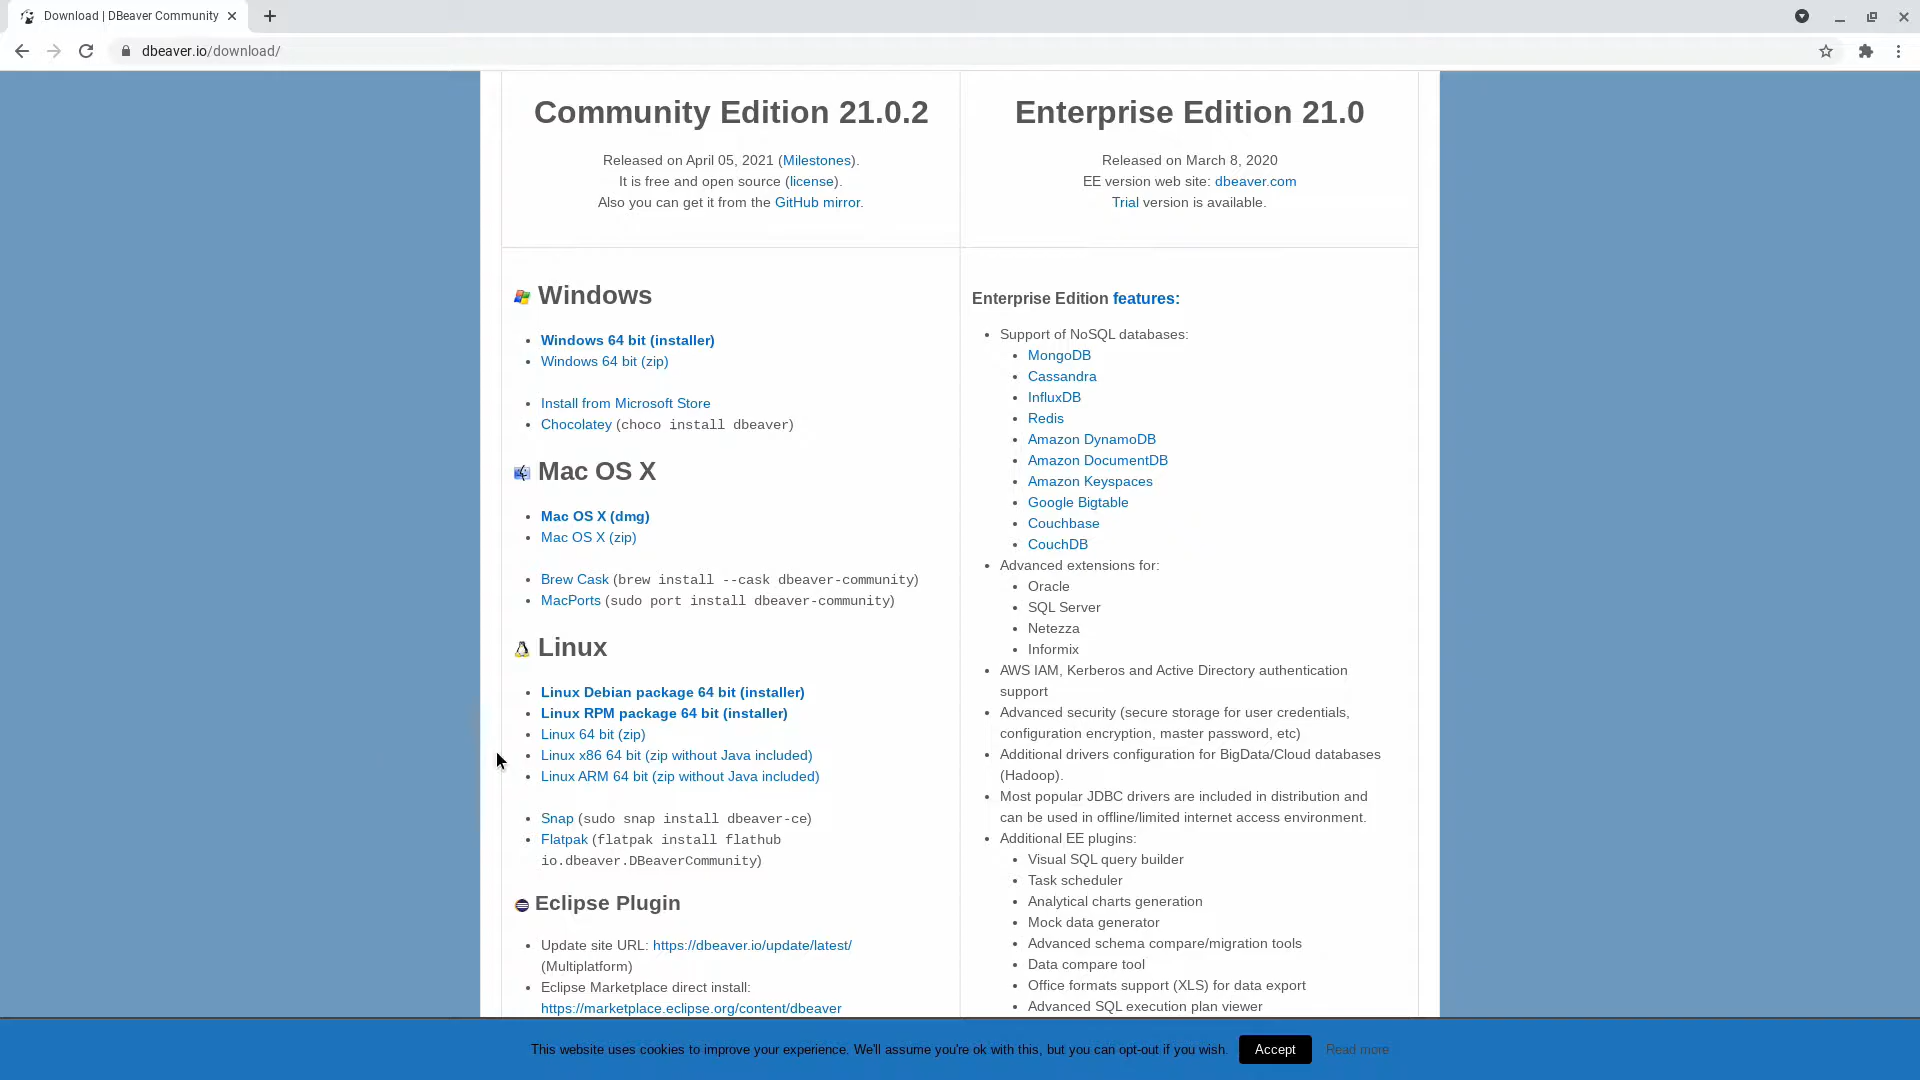 Download | DBeaver Community
dbeaver.io/download/
Community Edition 21.0.2
Released on April 05, 2021 (Milestones).
It is free and open source (license).
Also you can get it from the GitHub mirror.
Windows
Windows 64 bit (installer)
Windows 64 bit (zip)
Install from Microsoft Store
Chocolatey (choco install dbeaver)
Mac OS X
Mac OS X (dmg)
Mac OS X (zip)
Brew Cask (brew install --cask dbeaver-community)
MacPorts (sudo port install dbeaver-community)
Linux
Linux Debian package 64 bit (installer)
Linux RPM package 64 bit (installer)
Linux 64 bit (zip)
Linux x86 64 bit (zip without Java included)
Linux ARM 64 bit (zip without Java included)
Snap (sudo snap install dbeaver-ce)
Flatpak (flatpak install flathub
io.dbeaver.DBeaverCommunity)
Eclipse Plugin
Update site URL: https://dbeaver.io/update/latest/
(Multiplatform)
Eclipse Marketplace direct install:
https://marketplace.eclipse.org/content/dbeaver
Enterprise Edition 21.0
Released on March 8, 2020
EE version web site: dbeaver.com
Trial version is available.
Enterprise Edition features:
Support of NoSQL databases:
MongoDB
Cassandra
InfluxDB
Redis
Amazon DynamoDB
Amazon DocumentDB
Amazon Keyspaces
Google Bigtable
Couchbase
CouchDB
Advanced extensions for:
Oracle
SQL Server
Netezza
Informix
AWS IAM, Kerberos and Active Directory authentication
support
Advanced security (secure storage for user credentials,
configuration encryption, master password, etc)
Additional drivers configuration for BigData/Cloud databases
(Hadoop).
Most popular JDBC drivers are included in distribution and
can be used in offline/limited internet access environment.
Additional EE plugins:
Visual SQL query builder
Task scheduler
Analytical charts generation
Mock data generator
Advanced schema compare/migration tools
Data compare tool
Office formats support (XLS) for data export
Advanced SQL execution plan viewer
This website uses cookies to improve your experience. We'll assume you're ok with this, but you can opt-out if you wish. Accept Read more